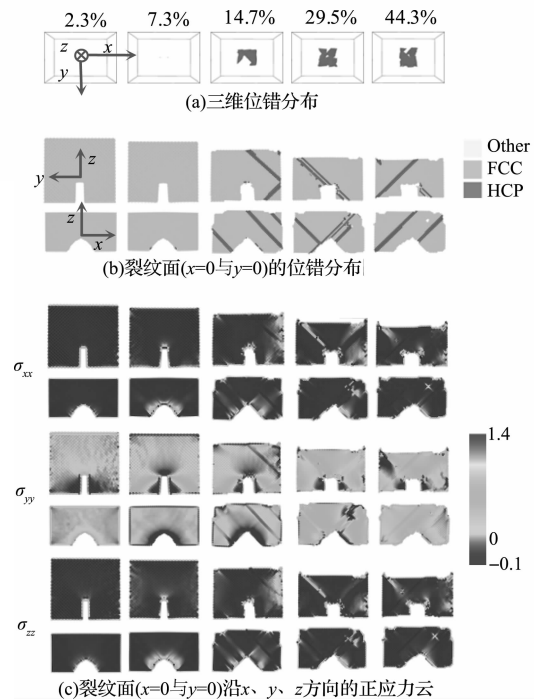 2.3% 7.3% 14.7% 29.5% 44.3%
z x
y
(a)三维位错分布
z
y
z
x
Other
FCC
HCP
(b)裂纹面(x=0与y=0)的位错分布
σxx
σyy
σzz
1.4
0
−0.1
(c)裂纹面(x=0与y=0)沿x、y、z方向的正应力云